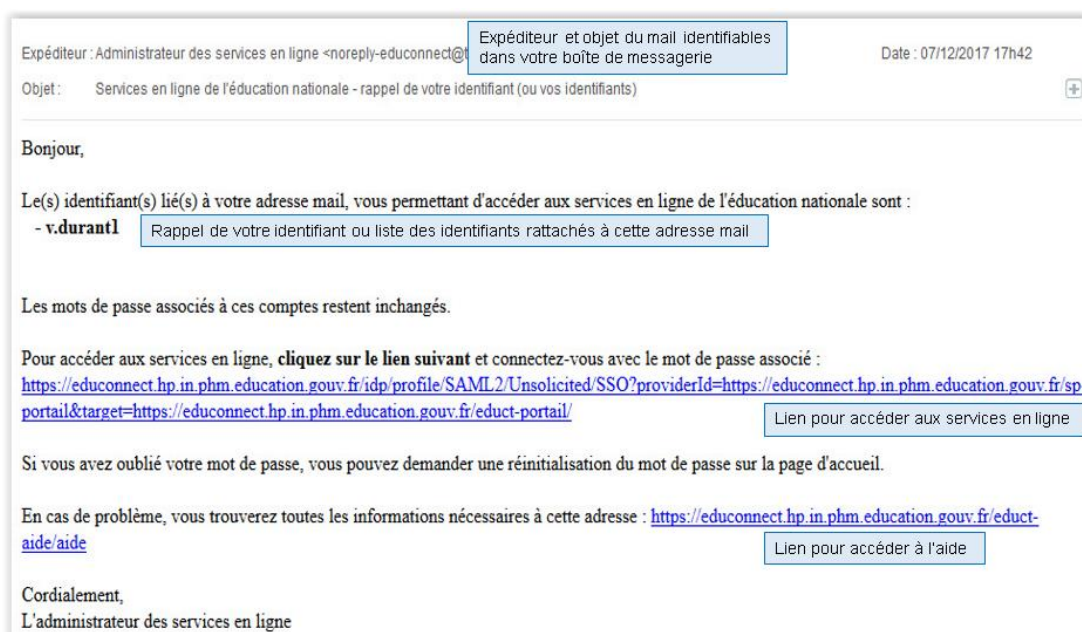 Expéditeur et objet du mail identifiables
dans votre boîte de messagerie
Expéditeur : Administrateur des services en ligne <noreply-educonnect@t
Date : 07/12/2017 17h42
Objet : Services en ligne de l'éducation nationale - rappel de votre identifiant (ou vos identifiants)
Bonjour,
Le(s) identifiant(s) lié(s) à votre adresse mail, vous permettant d'accéder aux services en ligne de l'éducation nationale sont :
- v.durant1
Rappel de votre identifiant ou liste des identifiants rattachés à cette adresse mail
Les mots de passe associés à ces comptes restent inchangés.
Pour accéder aux services en ligne, cliquez sur le lien suivant et connectez-vous avec le mot de passe associé :
https://educonnect.hp.in.phm.education.gouv.fr/idp/profile/SAML2/Unsolicited/SSO?providerId=https://educonnect.hp.in.phm.education.gouv.fr/sp
portail&target=https://educonnect.hp.in.phm.education.gouv.fr/educt-portail/
Lien pour accéder aux services en ligne
Si vous avez oublié votre mot de passe, vous pouvez demander une réinitialisation du mot de passe sur la page d'accueil.
En cas de problème, vous trouverez toutes les informations nécessaires à cette adresse : https://educonnect.hp.in.phm.education.gouv.fr/educt-
aide/aide
Lien pour accéder à l'aide
Cordialement,
L'administrateur des services en ligne